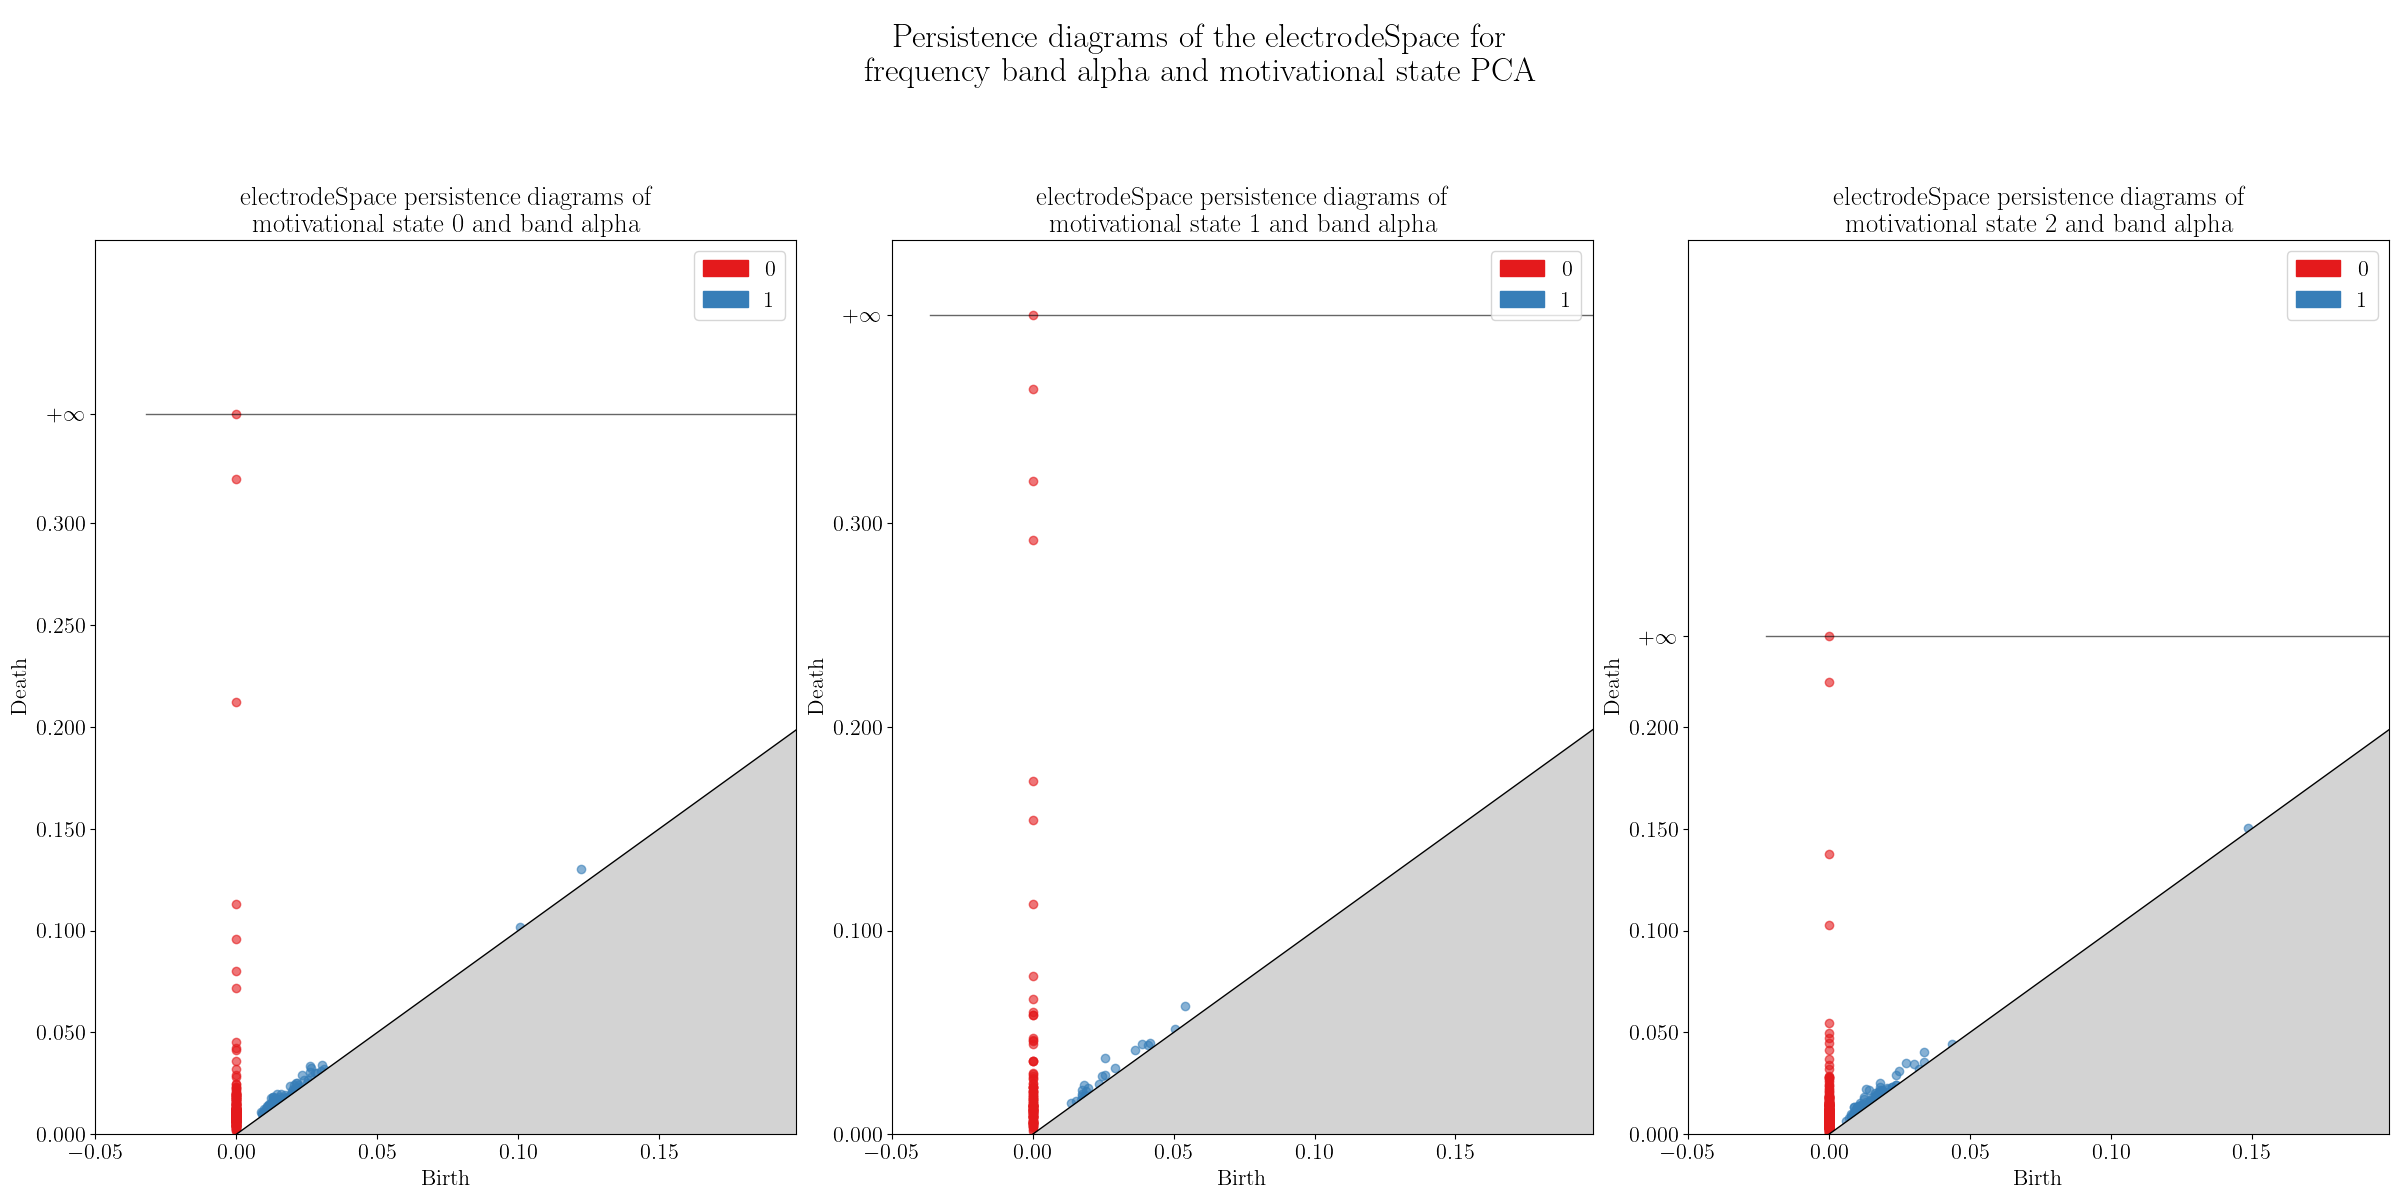 Persistence diagrams of the electrodeSpace for
frequency band alpha and motivational state PCA
electrodeSpace persistence diagrams of
motivational state 0 and band alpha
0
1
+∞
0.300
0.250
0.200
0.150
0.100
0.050
0.000
Death
−0.05 0.00 0.05 0.10 0.15
Birth
electrodeSpace persistence diagrams of
motivational state 1 and band alpha
0
1
+∞
0.300
0.200
0.100
0.000
Death
−0.05 0.00 0.05 0.10 0.15
Birth
electrodeSpace persistence diagrams of
motivational state 2 and band alpha
0
1
+∞
0.200
0.150
0.100
0.050
0.000
Death
−0.05 0.00 0.05 0.10 0.15
Birth